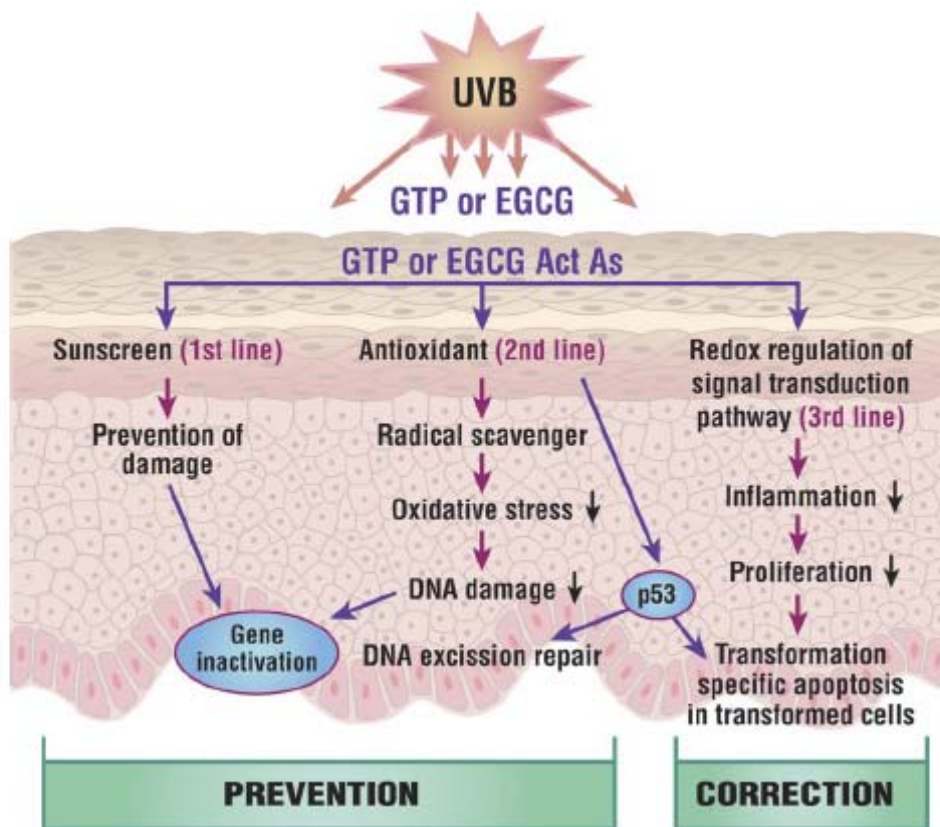 UVB
GTP or EGCG
GTP or EGCG Act As
Sunscreen (1st line)
Prevention of
damage
Gene
inactivation
Antioxidant (2nd line)
Radical scavenger
Oxidative stress ↓
DNA damage ↓
p53
DNA excission repair
Redox regulation of
signal transduction
pathway (3rd line)
Inflammation ↓
Proliferation ↓
Transformation
specific apoptosis
in transformed cells
PREVENTION
CORRECTION